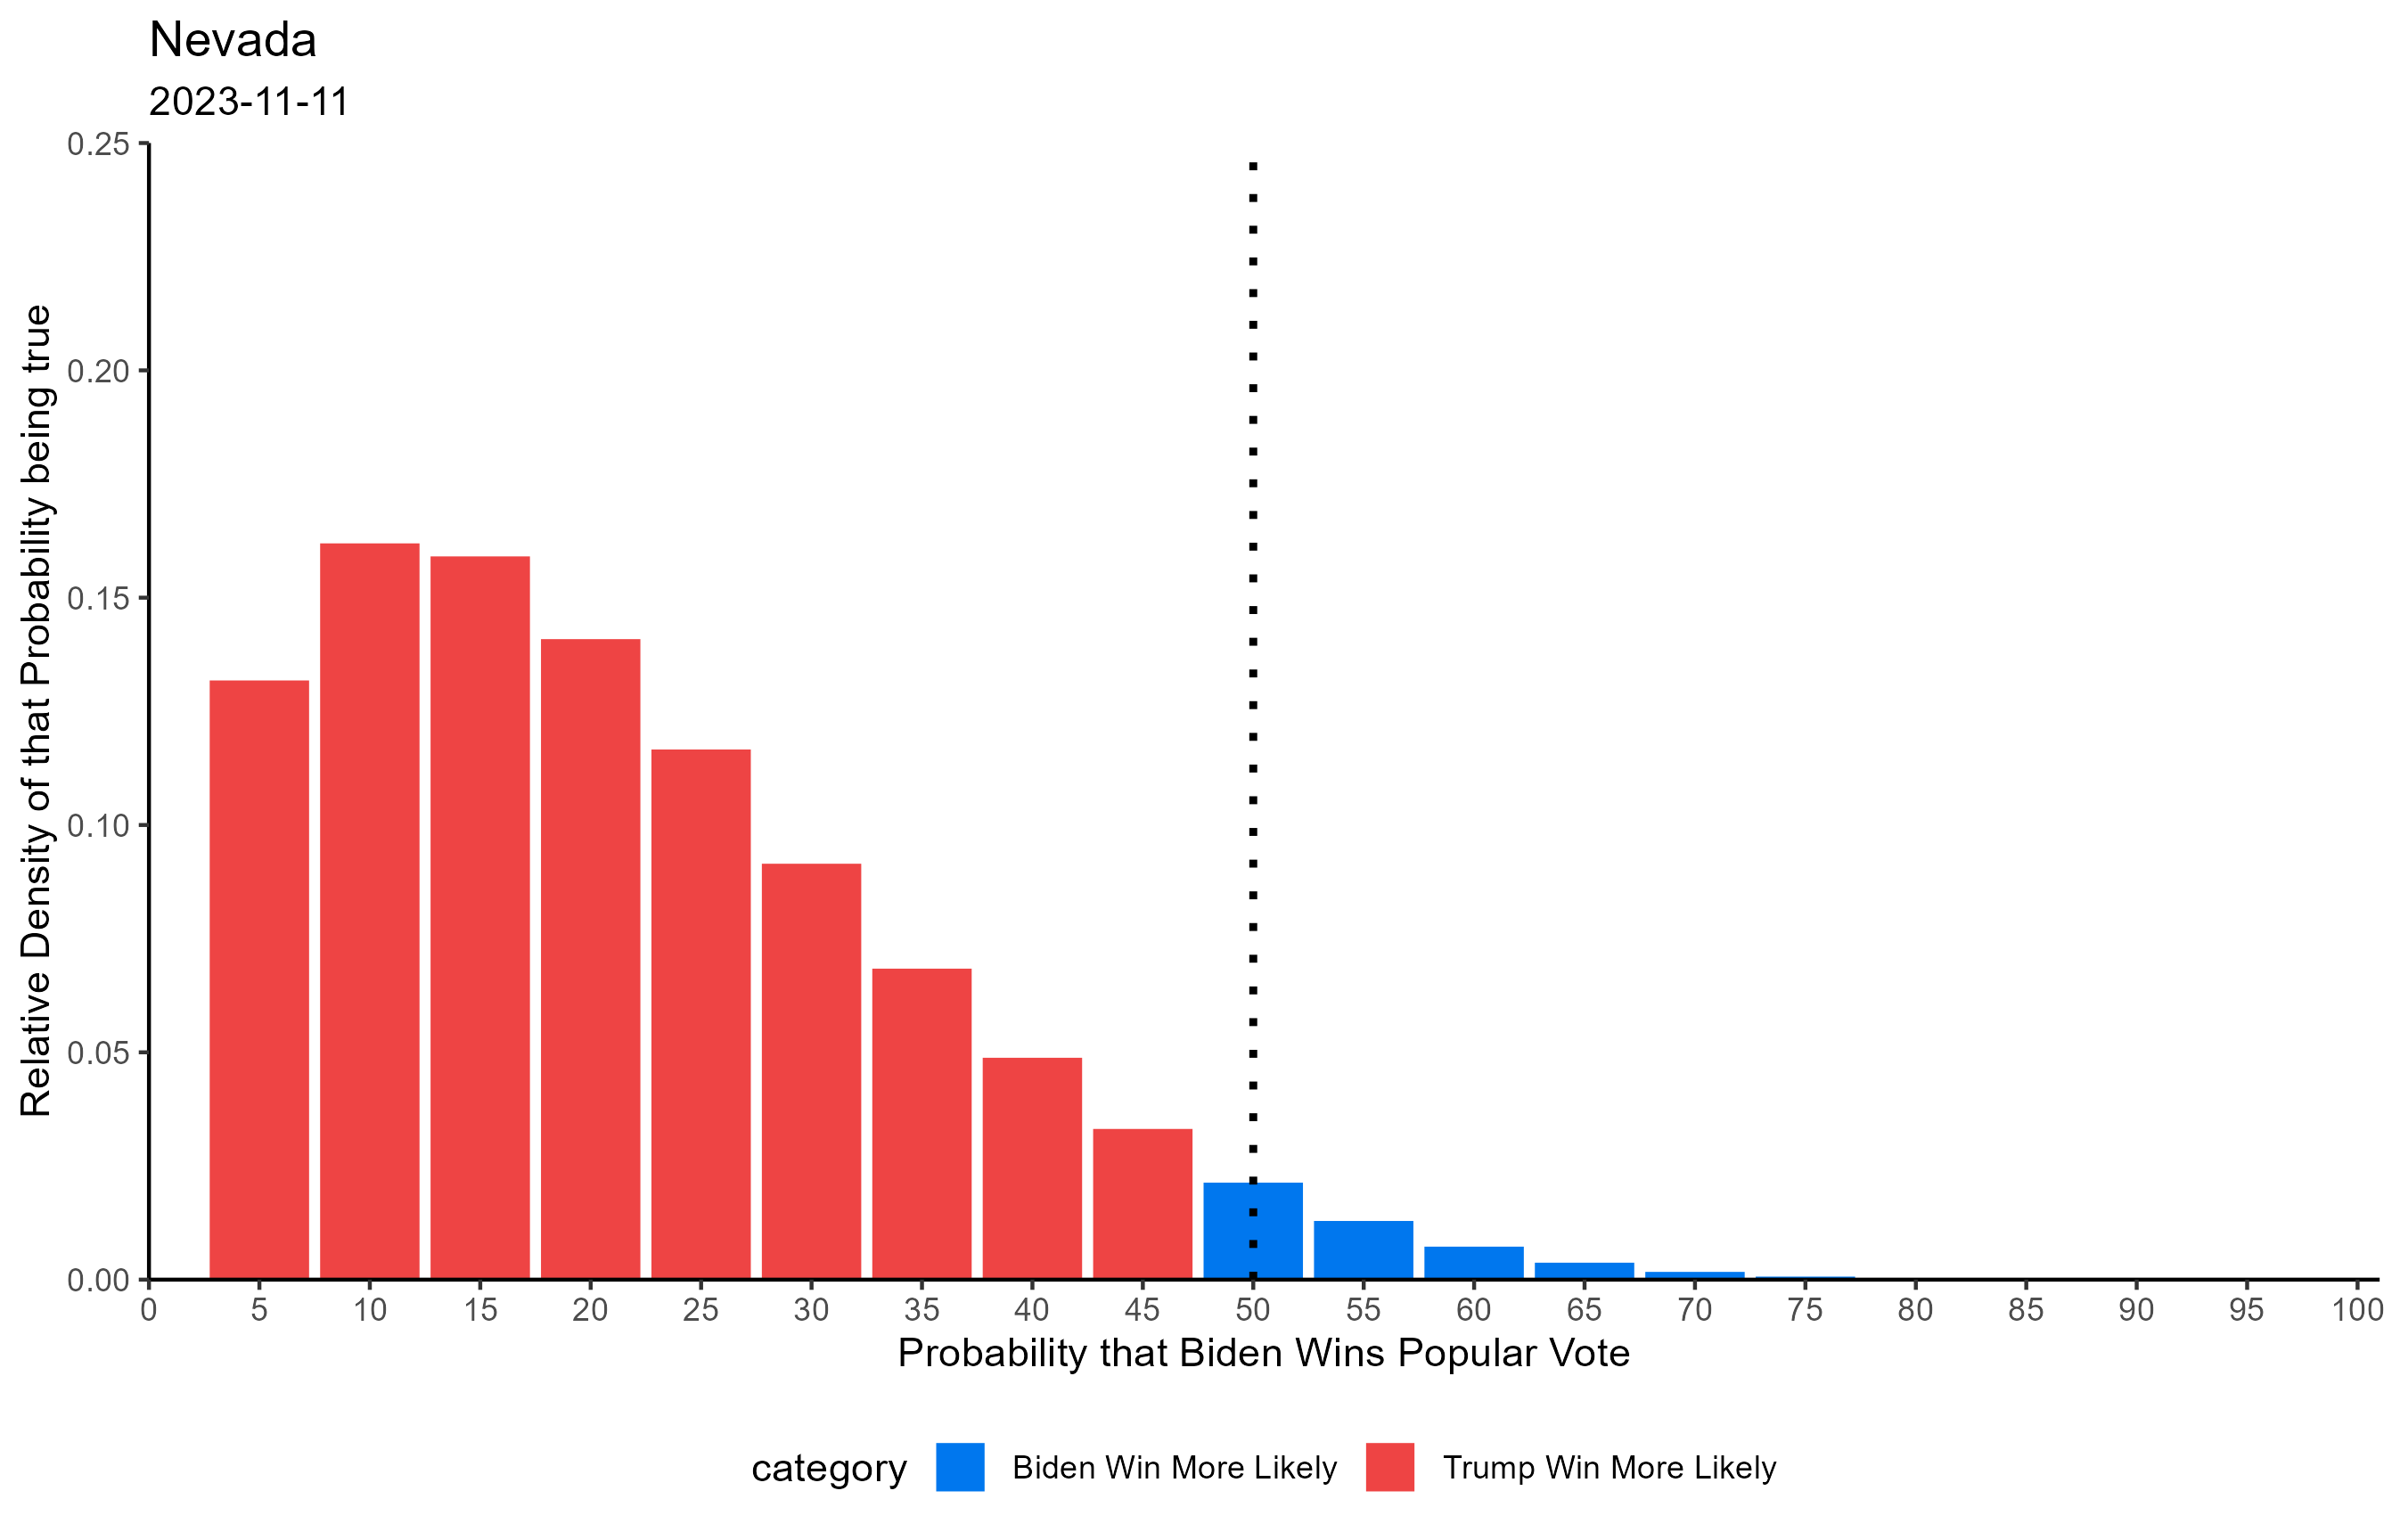 Nevada
2023-11-11
Relative Density of that Probability being true
0.25
0.20
0.15
0.10
0.05
0.00
0 5 10 15 20 25 30 35 40 45 50 55 60 65 70 75 80 85 90 95 100
Probability that Biden Wins Popular Vote
category Biden Win More Likely Trump Win More Likely